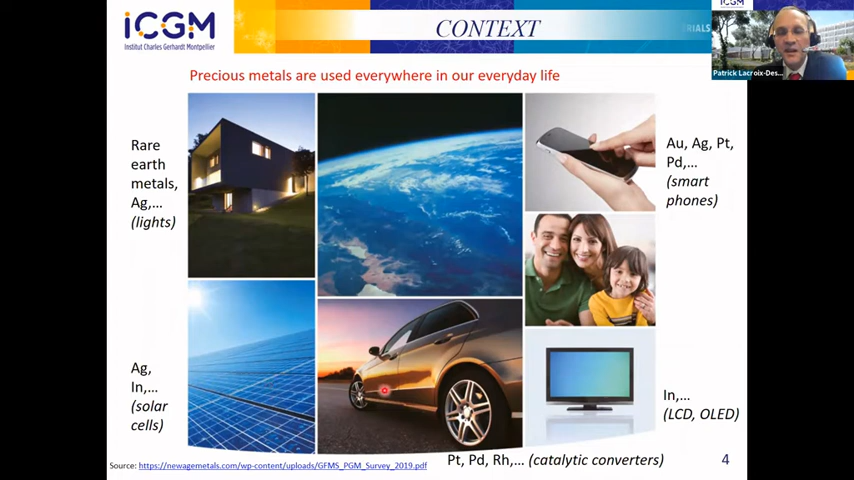 iCGM
Institut Charles Gerhardt Montpellier
CONTEXT
RIALS
iCGM
Patrick Lacroix-Des...
Precious metals are used everywhere in our everyday life
Rare
earth
metals,
Ag,...
(lights)
Au, Ag, Pt,
Pd,...
(smart
phones)
Ag,
In,...
(solar
cells)
In,...
(LCD, OLED)
Pt, Pd, Rh,... (catalytic converters)
4
Source: https://newagemetals.com/wp-content/uploads/GFMS_PGM_Survey_2019.pdf